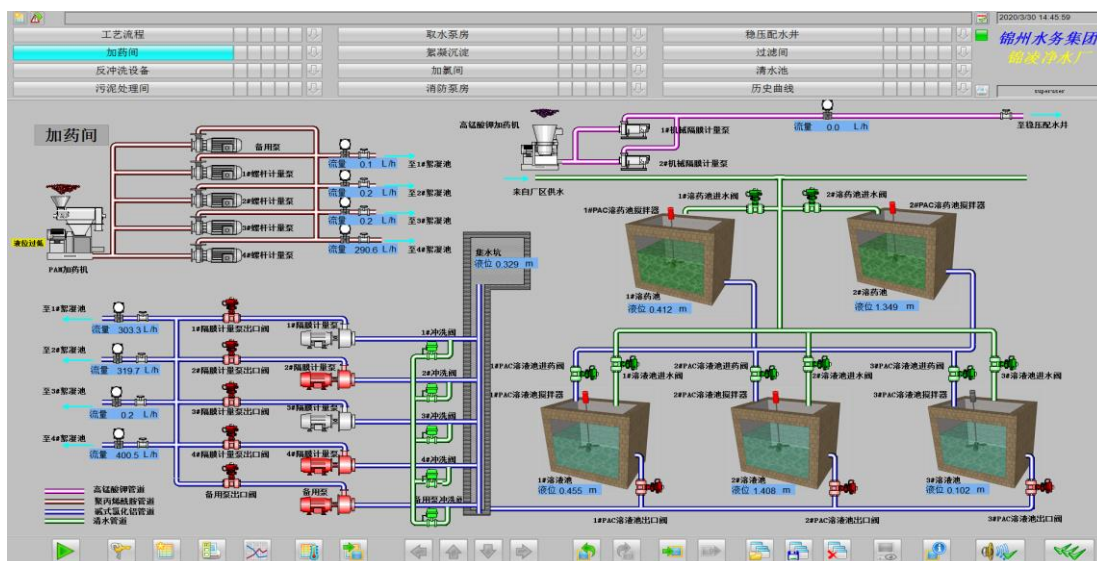 2020/3/30 14:45:59
工艺流程
取水泵房
稳压配水井
加药间
絮凝沉淀
过滤间
反冲洗设备
加氯间
清水池
污泥处理间
消防泵房
历史曲线
锦州水务集团
锦凌净水厂
superuser
加药间
备用泵
1#螺杆计量泵
2#螺杆计量泵
3#螺杆计量泵
4#螺杆计量泵
流量 0.1 L/h
至1#絮凝池
流量 0.2 L/h
至2#絮凝池
流量 0.2 L/h
至3#絮凝池
流量 290.6 L/h
至4#絮凝池
液位过低
PAM加药机
高锰酸钾加药机
1#机械隔膜计量泵
2#机械隔膜计量泵
流量 0.0 L/h
至稳压配水井
来自厂区供水
集水坑
液位 0.329 m
1#溶药池进水阀
2#溶药池进水阀
1#PAC溶药池搅拌器
2#PAC溶药池搅拌器
1#溶药池
液位 0.412 m
2#溶药池
液位 1.349 m
至1#絮凝池
流量 303.3 L/h
至2#絮凝池
流量 319.7 L/h
至3#絮凝池
流量 0.2 L/h
至4#絮凝池
流量 400.5 L/h
1#隔膜计量泵出口阀
2#隔膜计量泵出口阀
3#隔膜计量泵出口阀
4#隔膜计量泵出口阀
备用泵出口阀
1#隔膜计量泵
2#隔膜计量泵
3#隔膜计量泵
4#隔膜计量泵
备用泵
1#冲洗阀
2#冲洗阀
3#冲洗阀
4#冲洗阀
备用泵冲洗阀
1#PAC溶液池进药阀
1#溶液池进水阀
2#PAC溶液池进药阀
2#溶液池进水阀
3#PAC溶液池进药阀
3#溶液池进水阀
1#PAC溶液池搅拌器
2#PAC溶液池搅拌器
3#PAC溶液池搅拌器
1#溶液池
液位 0.455 m
2#溶液池
液位 1.408 m
3#溶液池
液位 0.102 m
1#PAC溶液池出口阀
2#PAC溶液池出口阀
3#PAC溶液池出口阀
高锰酸钾管道
聚丙烯酰胺管道
碱式氯化铝管道
清水管道